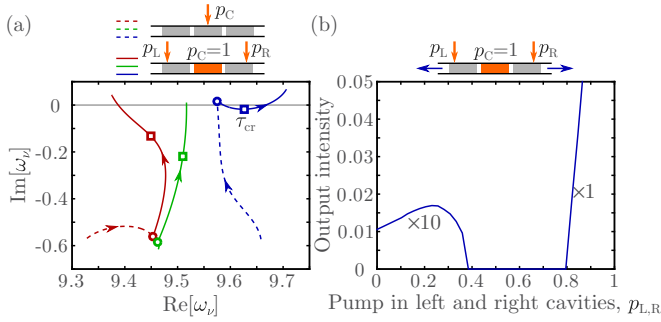 (a)
p_C
p_L p_C=1 p_R
0
-0.2
-0.4
-0.6
Im[ω_ν]
τ_cr
9.3 9.4 9.5 9.6 9.7
Re[ω_ν]
(b)
p_L p_C=1 p_R
0.05
0.04
0.03
0.02
0.01
0
Output intensity
×10
×1
0 0.2 0.4 0.6 0.8 1
Pump in left and right cavities, p_L,R